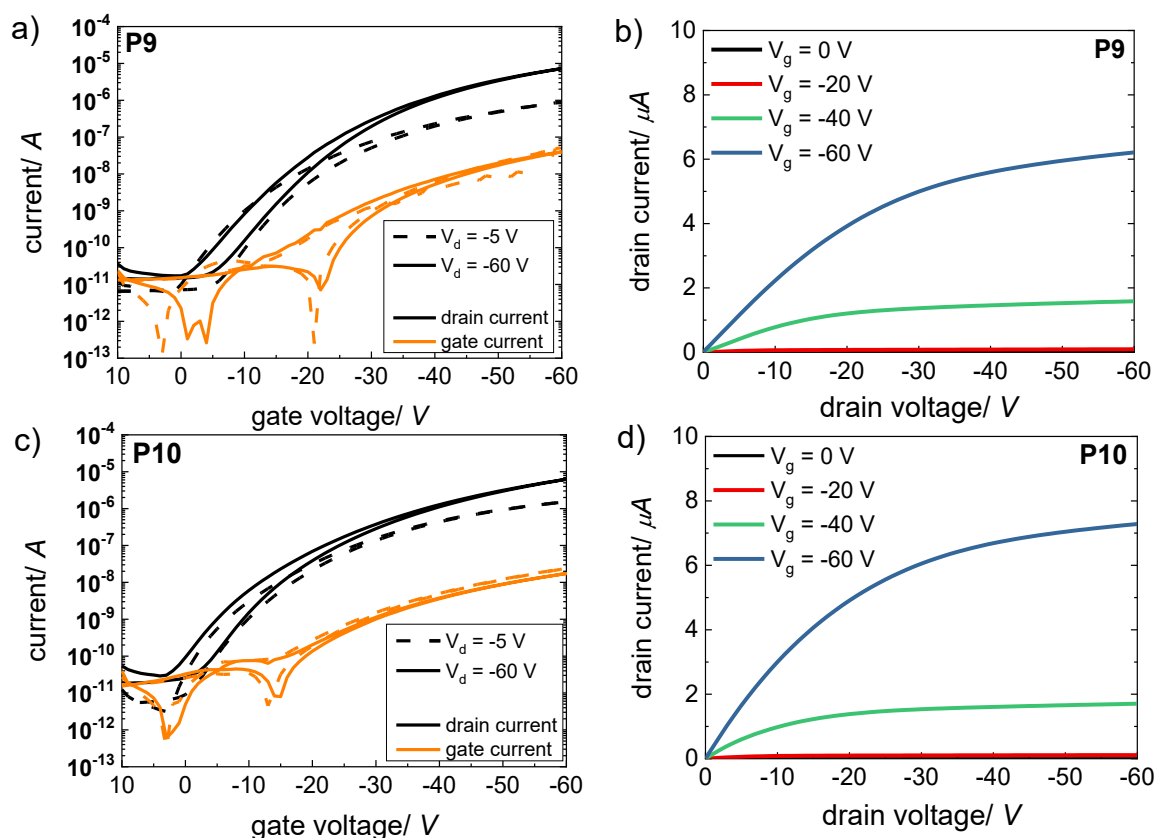 a)
P9
10⁻⁴
10⁻⁵
10⁻⁶
10⁻⁷
10⁻⁸
10⁻⁹
10⁻¹⁰
10⁻¹¹
10⁻¹²
10⁻¹³
current/ A
V_d = -5 V
V_d = -60 V
drain current
gate current
10 0 -10 -20 -30 -40 -50 -60
gate voltage/ V
b)
P9
10
8
6
4
2
0
drain current/ μA
V_g = 0 V
V_g = -20 V
V_g = -40 V
V_g = -60 V
0 -10 -20 -30 -40 -50 -60
drain voltage/ V
c)
P10
10⁻⁴
10⁻⁵
10⁻⁶
10⁻⁷
10⁻⁸
10⁻⁹
10⁻¹⁰
10⁻¹¹
10⁻¹²
10⁻¹³
current/ A
V_d = -5 V
V_d = -60 V
drain current
gate current
10 0 -10 -20 -30 -40 -50 -60
gate voltage/ V
d)
P10
10
8
6
4
2
0
drain current/ μA
V_g = 0 V
V_g = -20 V
V_g = -40 V
V_g = -60 V
0 -10 -20 -30 -40 -50 -60
drain voltage/ V